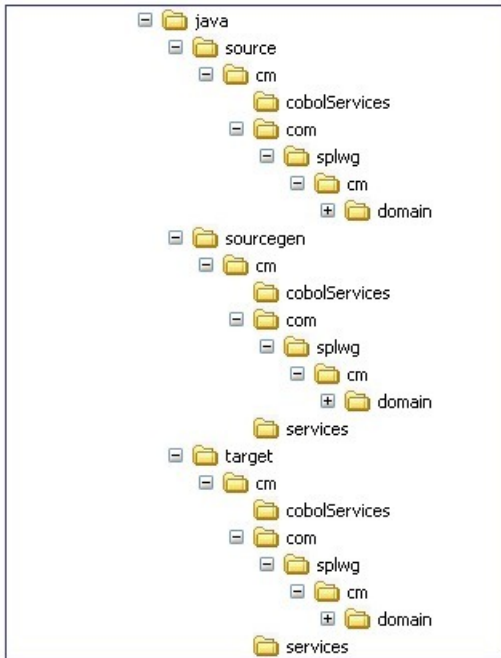 java
source
cm
cobolServices
com
splwg
cm
domain
sourcegen
cm
cobolServices
com
splwg
cm
domain
services
target
cm
cobolServices
com
splwg
cm
domain
services